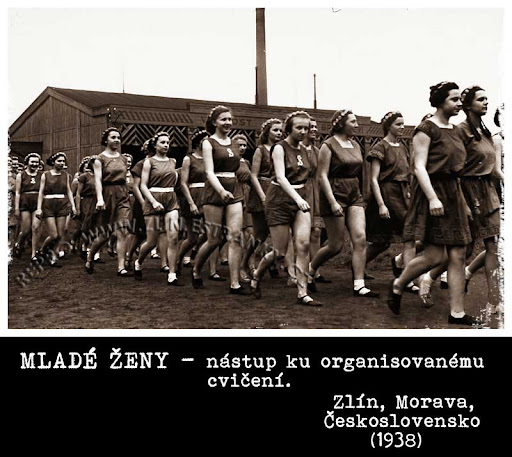 MLADÉ ŽENY – nástup ku organisovanému
cvičení.
Zlín, Morava,
Československo
(1938)